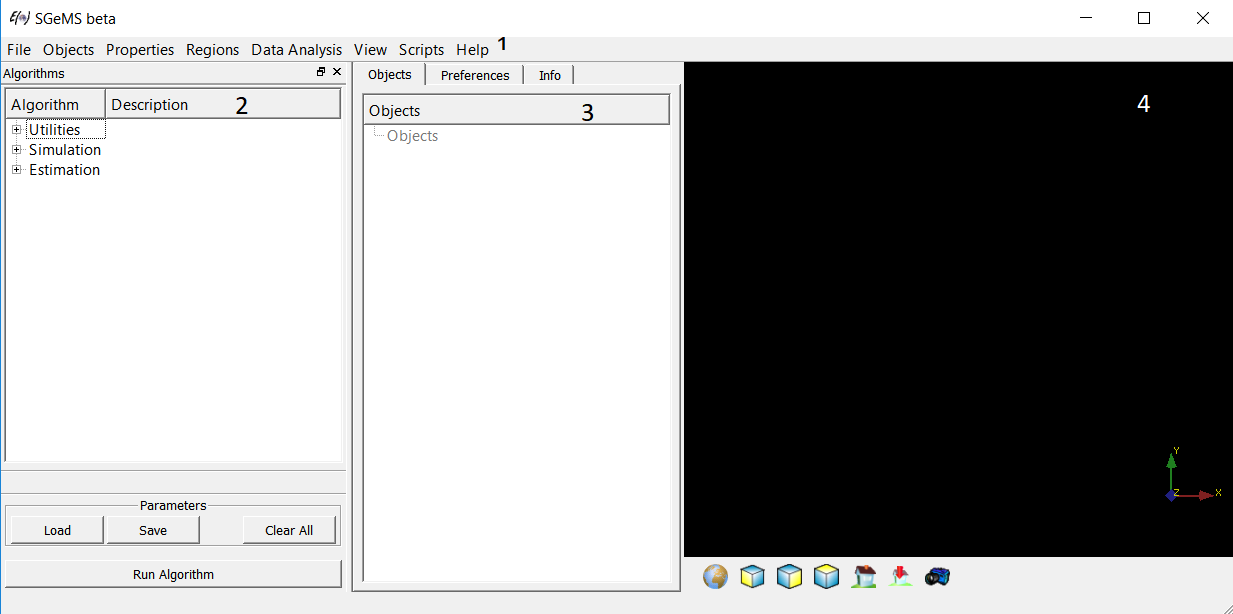 SGeMS beta
File Objects Properties Regions Data Analysis View Scripts Help 1
Algorithms
Objects Preferences Info
Algorithm Description 2
Utilities
Simulation
Estimation
Parameters
Load Save Clear All
Run Algorithm
Objects 3
Objects
4
Y
Z X